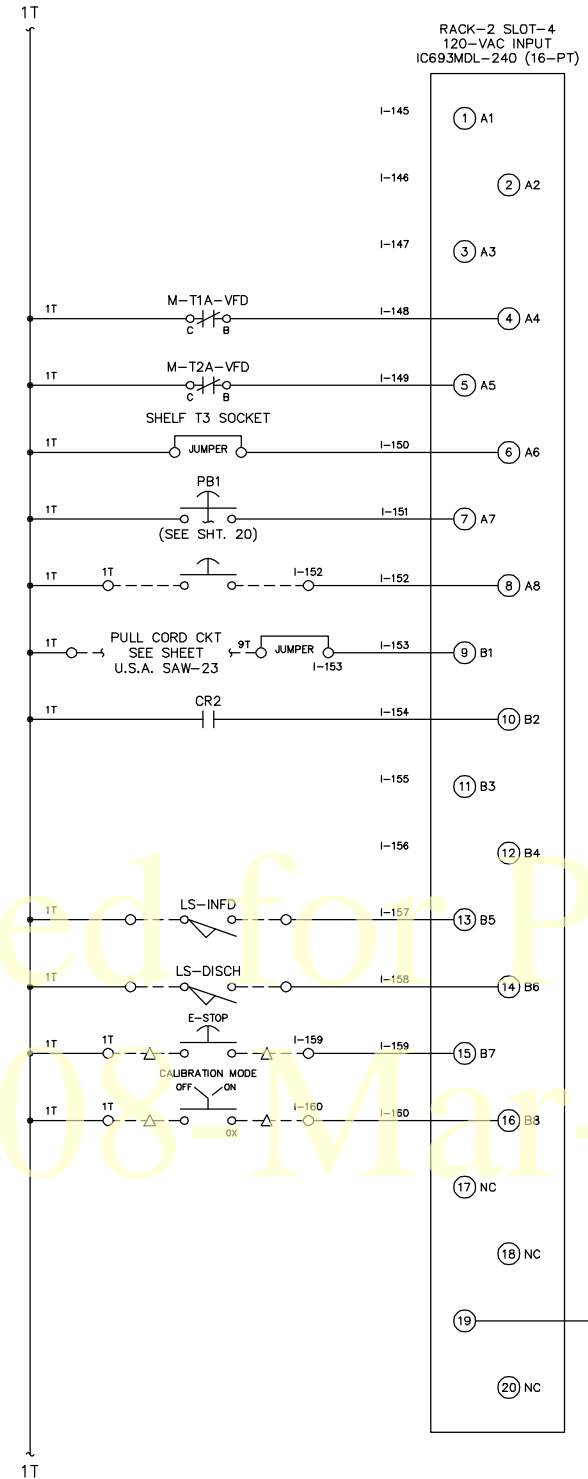 1T
RACK-2 SLOT-4
120-VAC INPUT
IC693MDL-240 (16-PT)
I-145 1 A1
I-146 2 A2
I-147 3 A3
M-T1A-VFD
1T C B I-148 4 A4
M-T2A-VFD
1T C B I-149 5 A5
SHELF T3 SOCKET
1T JUMPER I-150 6 A6
PB1
1T I-151 7 A7
(SEE SHT. 20)
1T 1T I-152 I-152 8 A8
1T PULL CORD CKT 9T JUMPER I-153 9 B1
SEE SHEET I-153
U.S.A. SAW-23
CR2
1T I-154 10 B2
I-155 11 B3
I-156 12 B4
LS-INFD
1T I-157 13 B5
LS-DISCH
1T I-158 14 B6
E-STOP
1T 1T I-159 I-159 15 B7
CALIBRATION MODE
OFF ON
1T 1T I-160 I-160 16 B8
OX
17 NC
18 NC
19
20 NC
1T
ed for P
08-Mar-